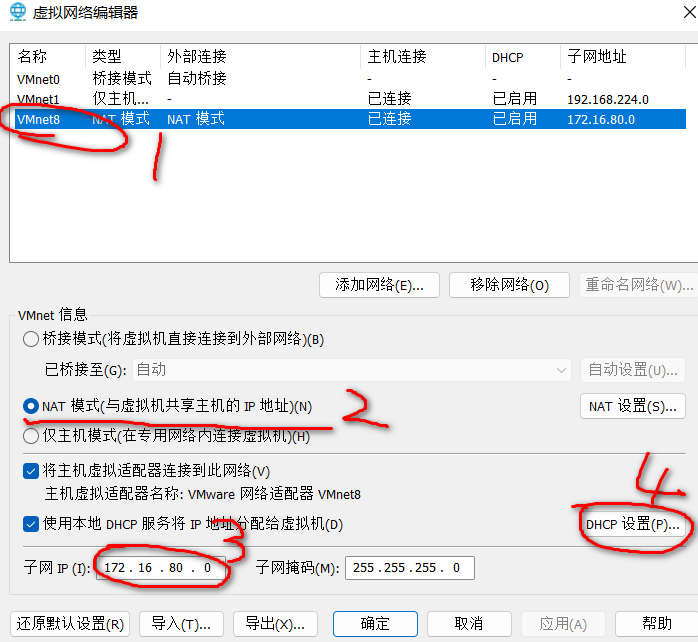 虚拟网络编辑器
名称 类型 外部连接 主机连接 DHCP 子网地址
VMnet0 桥接模式 自动桥接 - - -
VMnet1 仅主机... - 已连接 已启用 192.168.224.0
VMnet8 NAT 模式 NAT 模式 已连接 已启用 172.16.80.0
1
添加网络(E)... 移除网络(O) 重命名网络(W)...
VMnet 信息
桥接模式(将虚拟机直接连接到外部网络)(B)
已桥接至(G): 自动 自动设置(U)...
NAT 模式(与虚拟机共享主机的 IP 地址)(N) 2 NAT 设置(S)...
仅主机模式(在专用网络内连接虚拟机)(H)
将主机虚拟适配器连接到此网络(V) 4
主机虚拟适配器名称: VMware 网络适配器 VMnet8
使用本地 DHCP 服务将 IP 地址分配给虚拟机(D) DHCP 设置(P)...
3
子网 IP (I): 172 . 16 . 80 . 0 子网掩码(M): 255 . 255 . 255 . 0
还原默认设置(R) 导入(T)... 导出(X)... 确定 取消 应用(A) 帮助